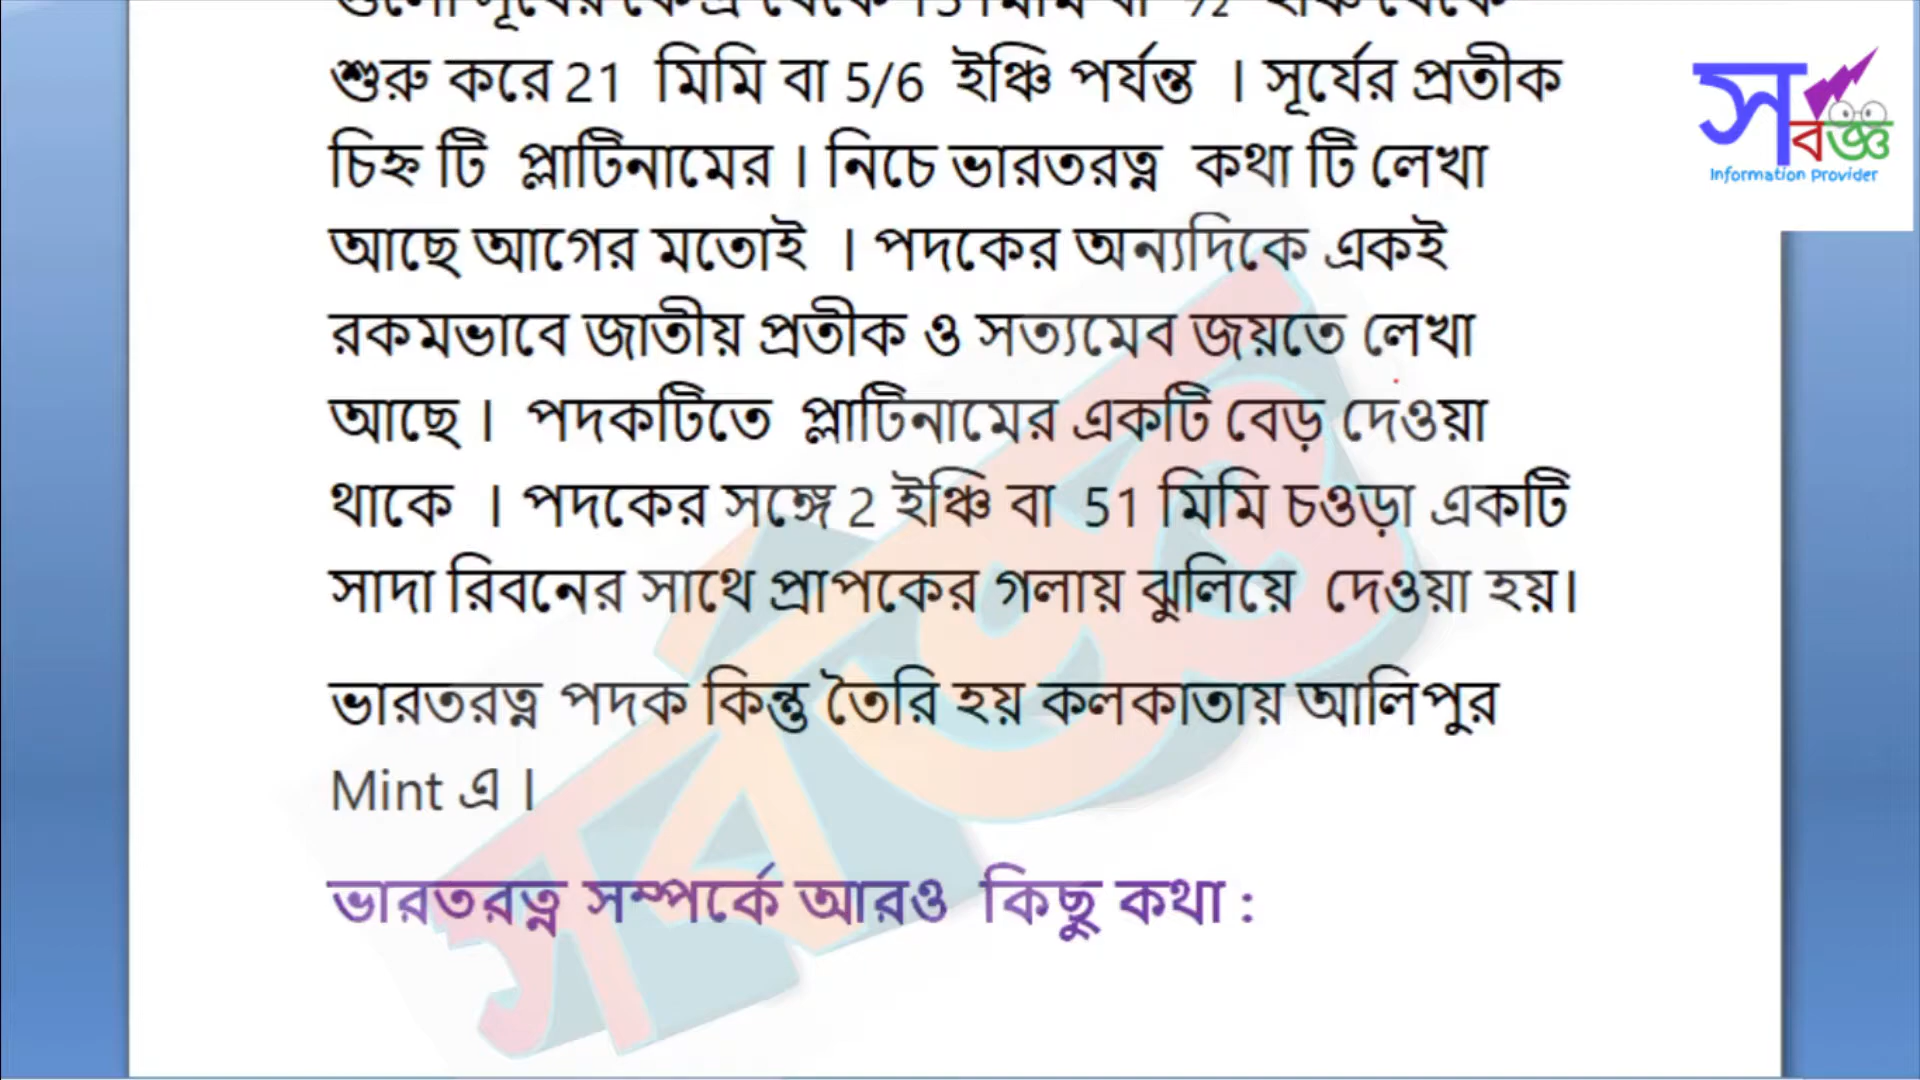 শুরু করে 21 মিমি বা 5/6 ইঞ্চি পর্যন্ত । সূর্যের প্রতীক
চিহ্ন টি প্লাটিনামের । নিচে ভারতরত্ন কথা টি লেখা
আছে আগের মতোই । পদকের অন্যদিকে একই
রকমভাবে জাতীয় প্রতীক ও সত্যমেব জয়তে লেখা
আছে । পদকটিতে প্লাটিনামের একটি বেড় দেওয়া
থাকে । পদকের সঙ্গে 2 ইঞ্চি বা 51 মিমি চওড়া একটি
সাদা রিবনের সাথে প্রাপকের গলায় ঝুলিয়ে দেওয়া হয়।
ভারতরত্ন পদক কিন্তু তৈরি হয় কলকাতায় আলিপুর
Mint এ ।
ভারতরত্ন সম্পর্কে আরও কিছু কথা :
সবজ্ঞ
Information Provider